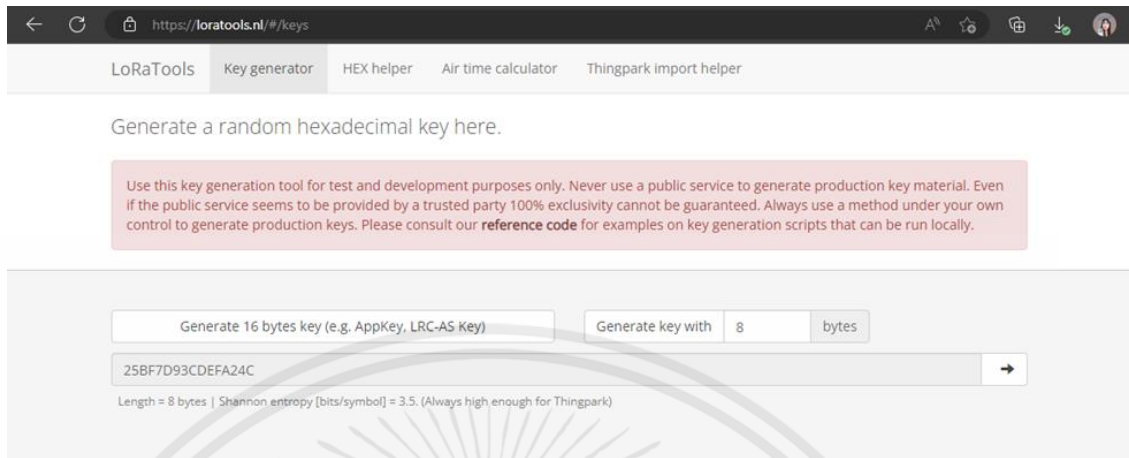 https://loratools.nl/#/keys
LoRaTools Key generator HEX helper Air time calculator Thingpark import helper
Generate a random hexadecimal key here.
Use this key generation tool for test and development purposes only. Never use a public service to generate production key material. Even
if the public service seems to be provided by a trusted party 100% exclusivity cannot be guaranteed. Always use a method under your own
control to generate production keys. Please consult our reference code for examples on key generation scripts that can be run locally.
Generate 16 bytes key (e.g. AppKey, LRC-AS Key) Generate key with 8 bytes
25BF7D93CDEFA24C
Length = 8 bytes | Shannon entropy [bits/symbol] = 3.5. (Always high enough for Thingpark)